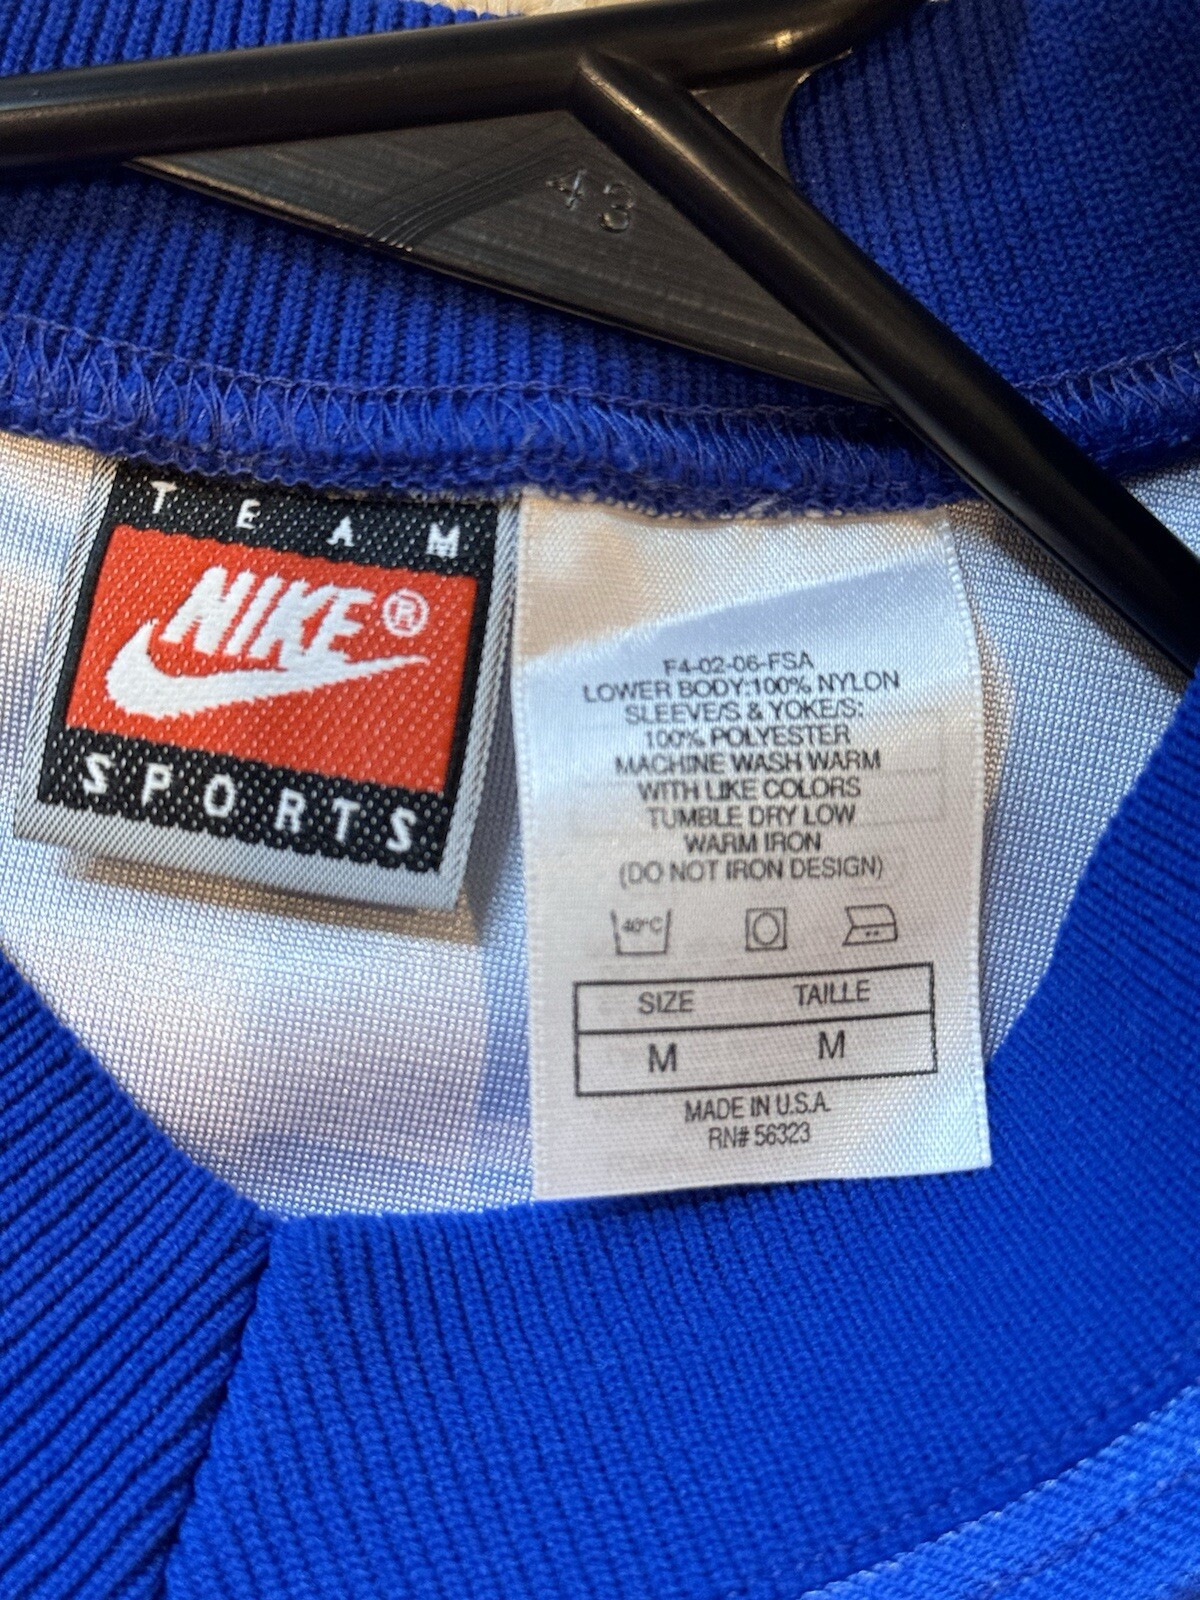 43
TEAM
NIKE®
SPORTS
F4-02-06-FSA
LOWER BODY:100% NYLON
SLEEVE/S & YOKE/S:
100% POLYESTER
MACHINE WASH WARM
WITH LIKE COLORS
TUMBLE DRY LOW
WARM IRON
(DO NOT IRON DESIGN)
40°C
SIZE TAILLE
M M
MADE IN U.S.A.
RN# 56323